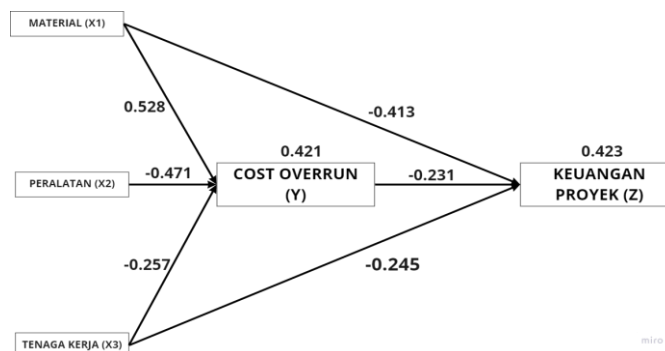 MATERIAL (X1)
0.528
-0.413
0.421
0.423
PERALATAN (X2)
-0.471
COST OVERRUN
(Y)
-0.231
KEUANGAN
PROYEK (Z)
-0.257
-0.245
TENAGA KERJA (X3)
miro